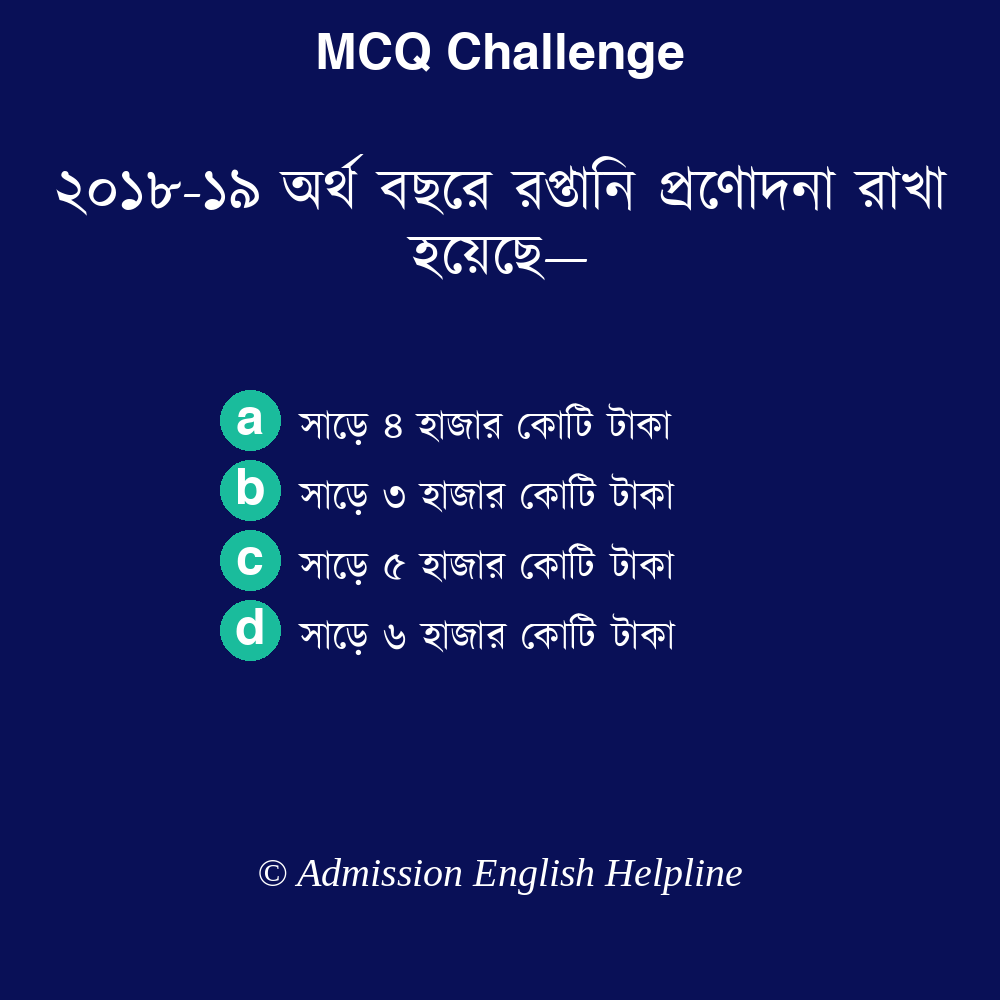 MCQ Challenge
২০১৮-১৯ অর্থ বছরে রপ্তানি প্রণোদনা রাখা
হয়েছে—
a সাড়ে ৪ হাজার কোটি টাকা
b সাড়ে ৩ হাজার কোটি টাকা
c সাড়ে ৫ হাজার কোটি টাকা
d সাড়ে ৬ হাজার কোটি টাকা
© Admission English Helpline